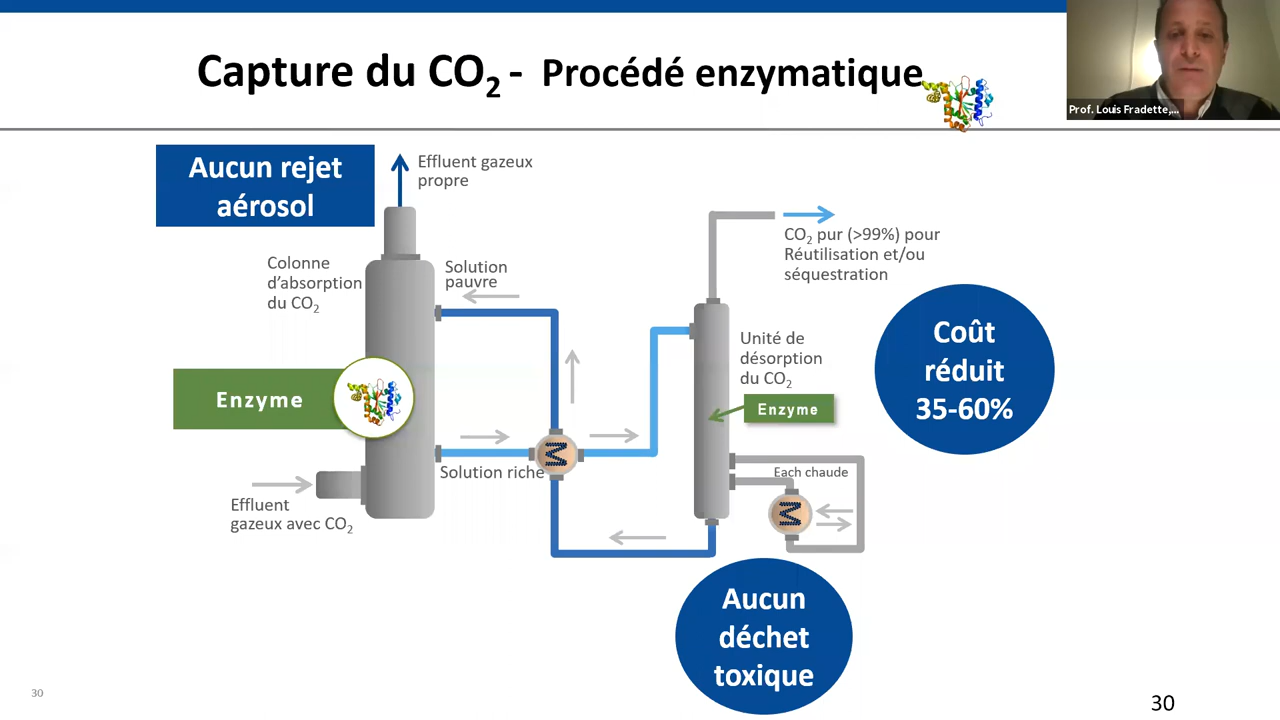 Capture du CO2 - Procédé enzymatique
Prof. Louis Fradette,...
Aucun rejet
aérosol
Effluent gazeux
propre
Colonne
d'absorption
du CO2
Solution
pauvre
CO2 pur (>99%) pour
Réutilisation et/ou
séquestration
Coût
réduit
35-60%
Unité de
désorption
du CO2
Enzyme
Enzyme
Solution riche
Each chaude
Effluent
gazeux avec CO2
Aucun
déchet
toxique
30
30